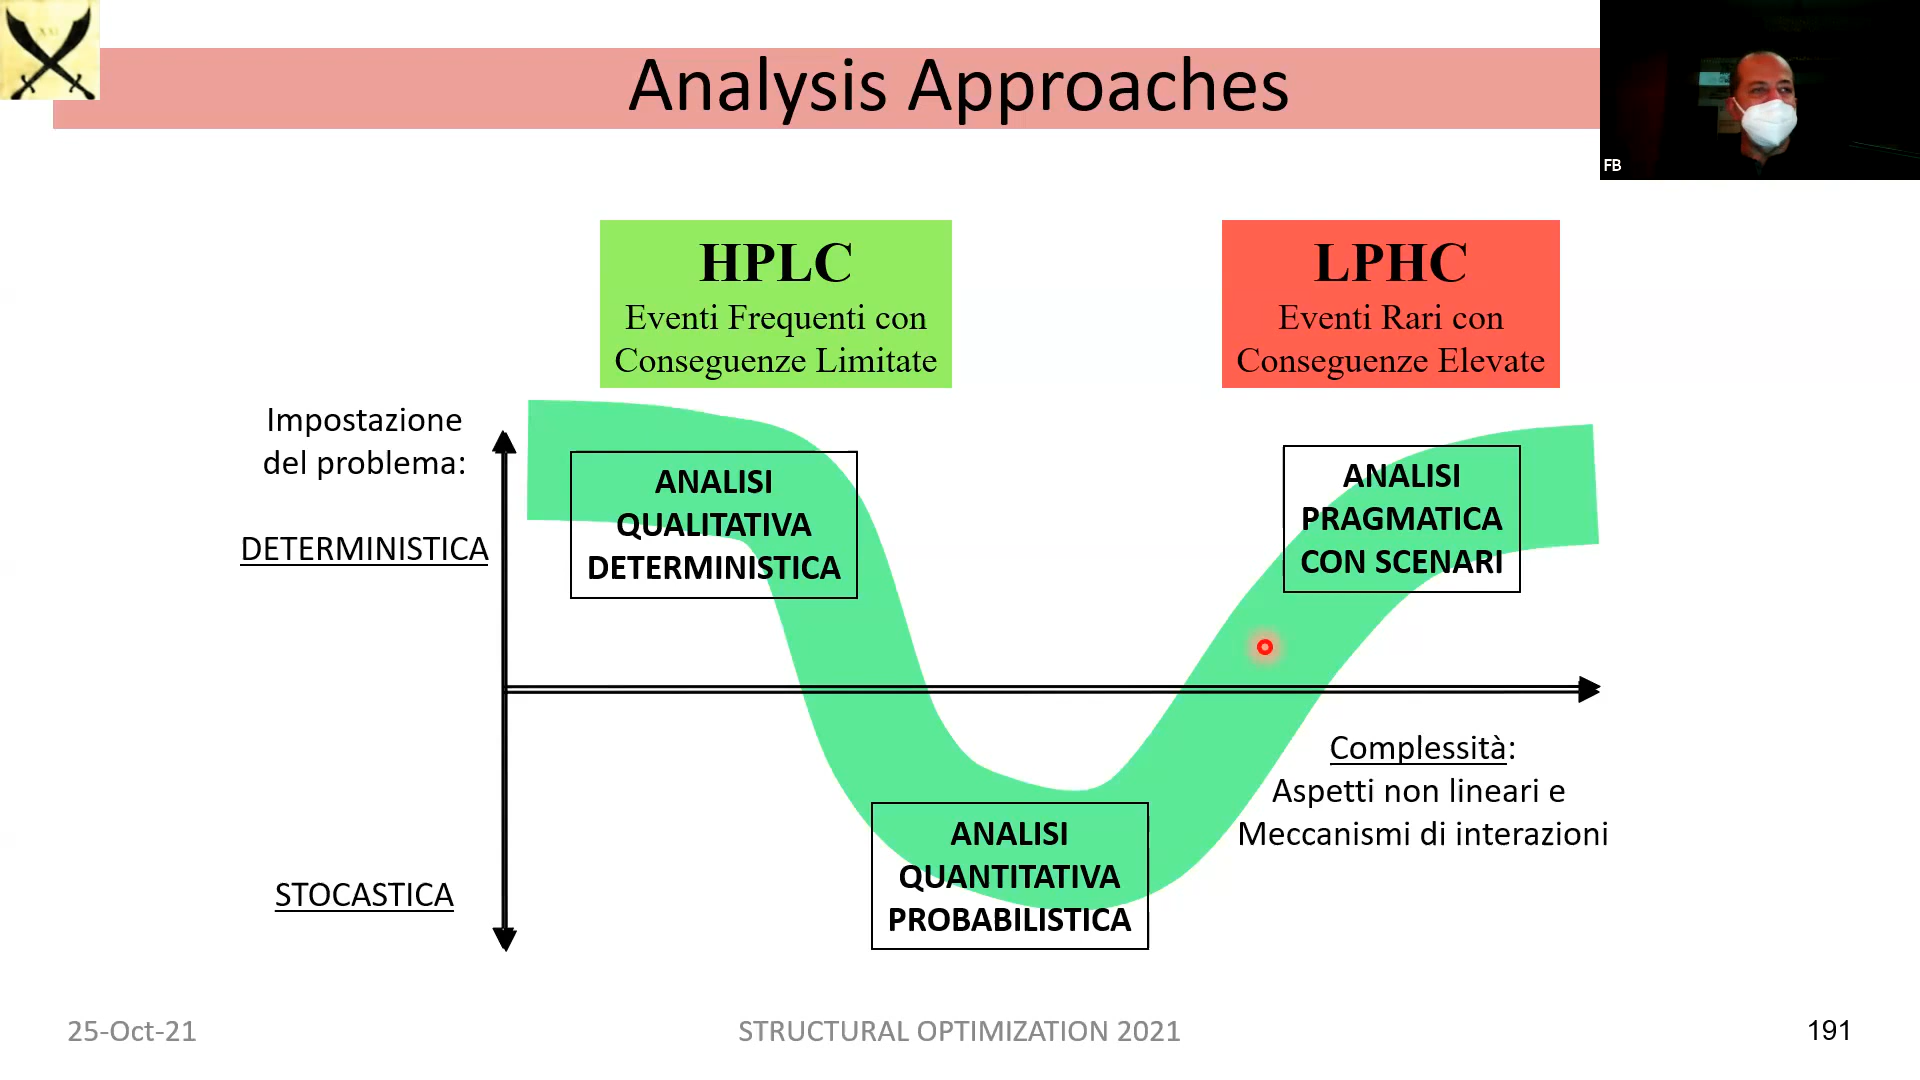 Analysis Approaches
FB
HPLC
Eventi Frequenti con
Conseguenze Limitate
LPHC
Eventi Rari con
Conseguenze Elevate
Impostazione
del problema:
DETERMINISTICA
ANALISI
QUALITATIVA
DETERMINISTICA
ANALISI
PRAGMATICA
CON SCENARI
Complessità:
Aspetti non lineari e
Meccanismi di interazioni
STOCASTICA
ANALISI
QUANTITATIVA
PROBABILISTICA
25-Oct-21
STRUCTURAL OPTIMIZATION 2021
191